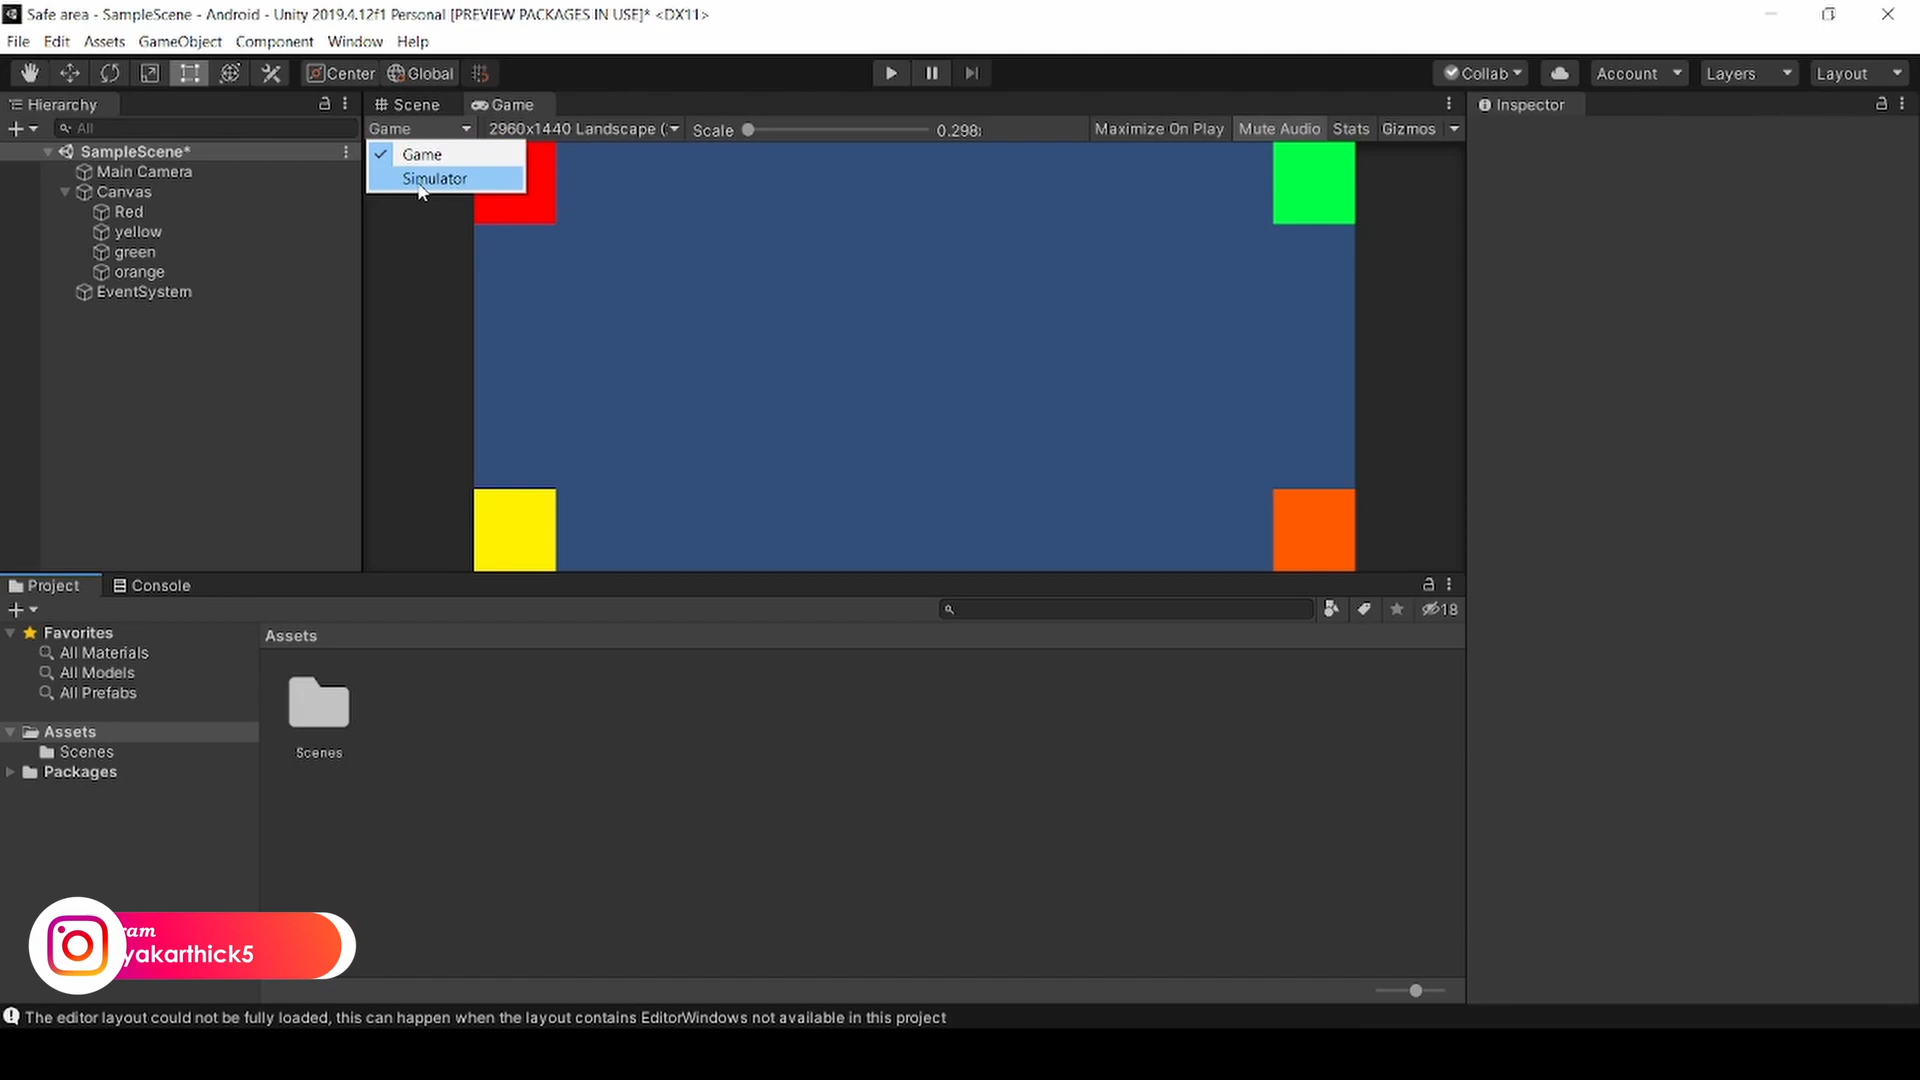 Safe area - SampleScene - Android - Unity 2019.4.12f1 Personal [PREVIEW PACKAGES IN USE]* <DX11>
File Edit Assets GameObject Component Window Help
Center Global Collab Account Layers Layout
Hierarchy Scene Game Inspector
All Game 2960x1440 Landscape ( Scale 0.298 Maximize On Play Mute Audio Stats Gizmos
Game
Simulator
SampleScene*
Main Camera
Canvas
Red
yellow
green
orange
EventSystem
Project Console
18
Favorites
All Materials
All Models
All Prefabs
Assets
Scenes
Packages
Assets
Scenes
ram
yakarthick5
The editor layout could not be fully loaded, this can happen when the layout contains EditorWindows not available in this project